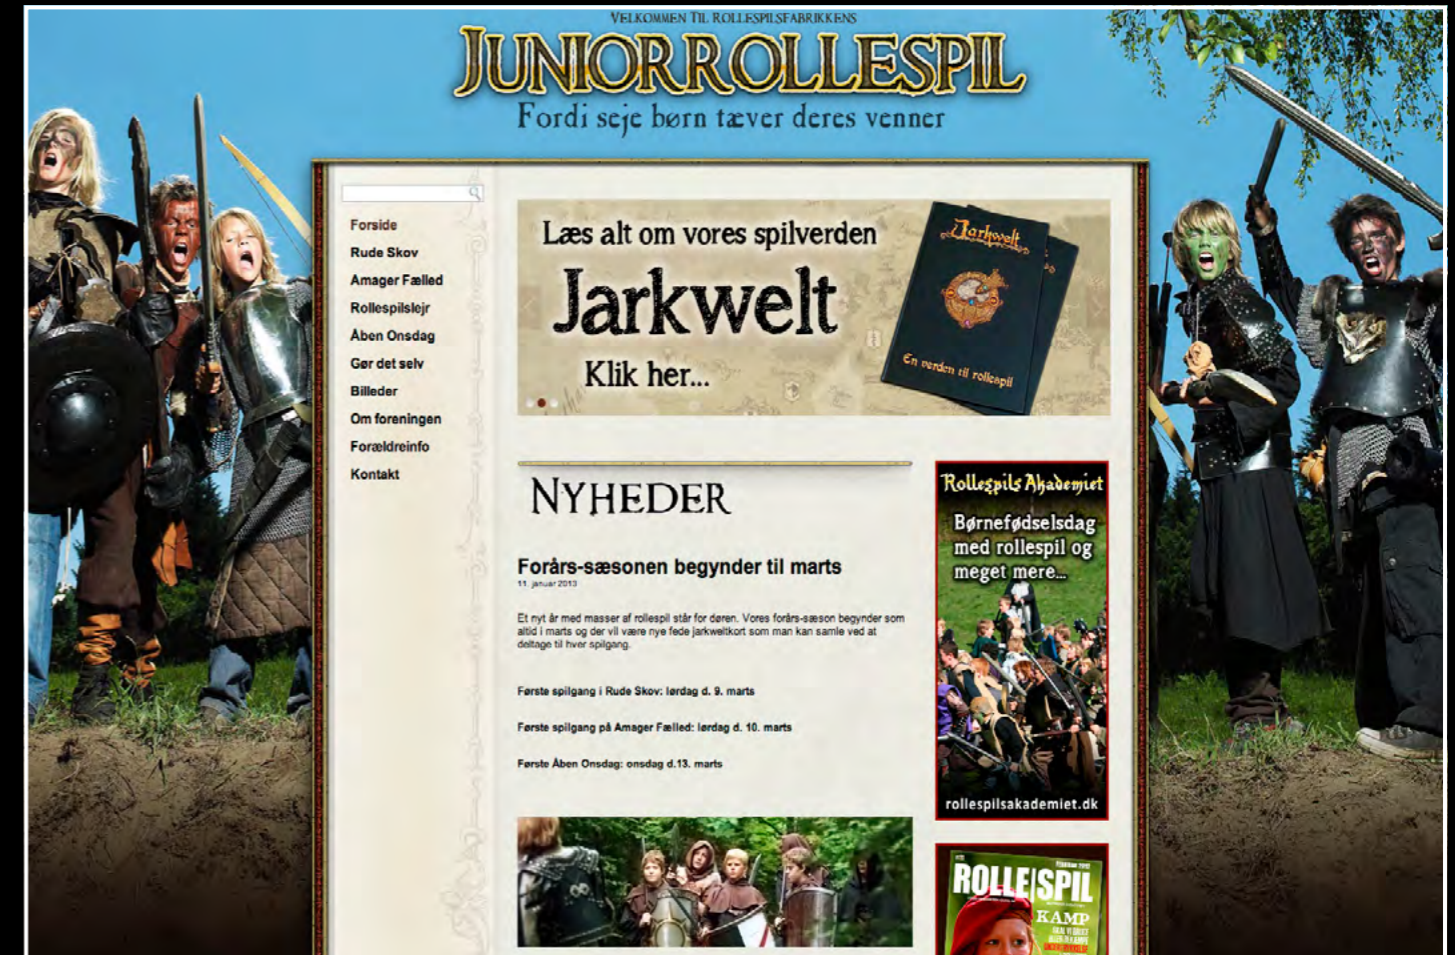 VELKOMMEN TIL ROLLESPILSFABRIKKENS
JUNIORROLLESPIL
Fordi seje børn tæver deres venner
Forside
Rude Skov
Amager Fælled
Rollespilslejr
Åben Onsdag
Gør det selv
Billeder
Om foreningen
Forældreinfo
Kontakt
Læs alt om vores spilverden
Jarkwelt
Klik her...
Jarkwelt
En verden til rollespil
NYHEDER
Forårs-sæsonen begynder til marts
11. januar 2013
Et nyt år med masser af rollespil står for døren. Vores forårs-sæson begynder som
altid i marts og der vil være nye fede jarkweltkort som man kan samle ved at
deltage til hver spilgang.
Første spilgang i Rude Skov: lørdag d. 9. marts
Første spilgang på Amager Fælled: lørdag d. 10. marts
Første Åben Onsdag: onsdag d.13. marts
Rollespils Akademiet
Børnefødselsdag
med rollespil og
meget mere...
rollespilsakademiet.dk
ROLLE|SPIL
KAMP